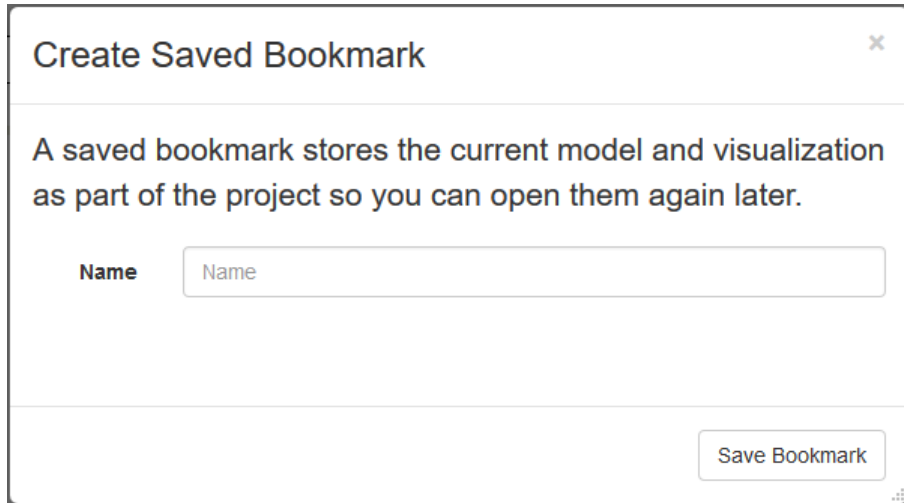 Create Saved Bookmark ×
A saved bookmark stores the current model and visualization
as part of the project so you can open them again later.
Name Name
Save Bookmark